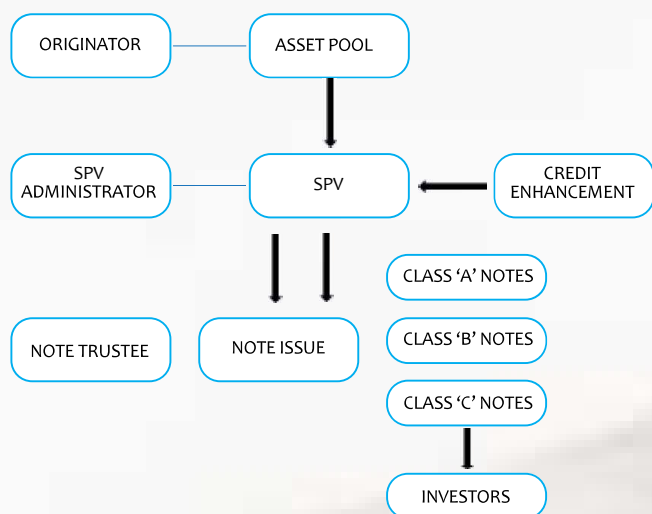 ORIGINATOR
ASSET POOL
SPV
ADMINISTRATOR
SPV
CREDIT
ENHANCEMENT
CLASS ‘A’ NOTES
NOTE TRUSTEE
NOTE ISSUE
CLASS ‘B’ NOTES
CLASS ‘C’ NOTES
INVESTORS